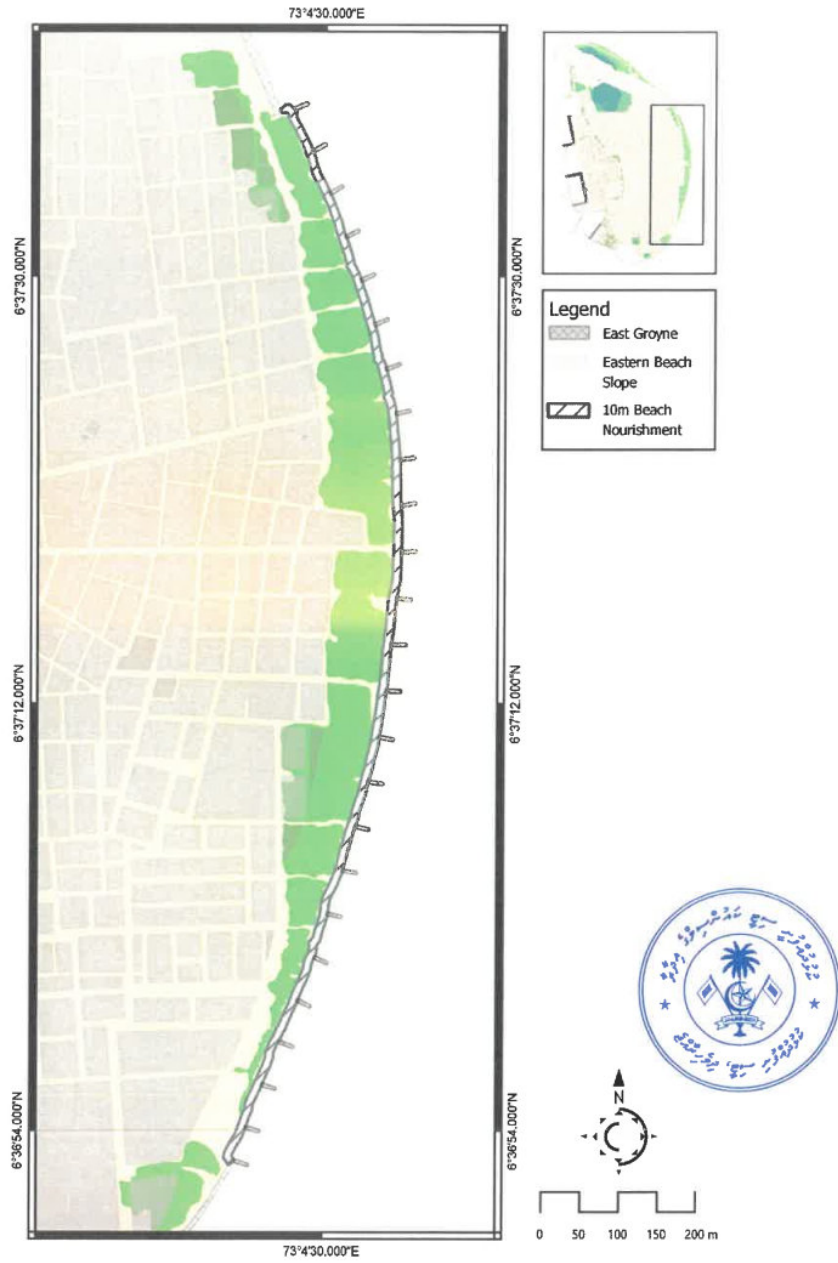 73°4'30.000"E
6°37'30.000"N
6°37'30.000"N
Legend
East Groyne
Eastern Beach
Slope
10m Beach
Nourishment
6°37'12.000"N
6°37'12.000"N
6°36'54.000"N
6°36'54.000"N
N
0 50 100 150 200 m
73°4'30.000"E